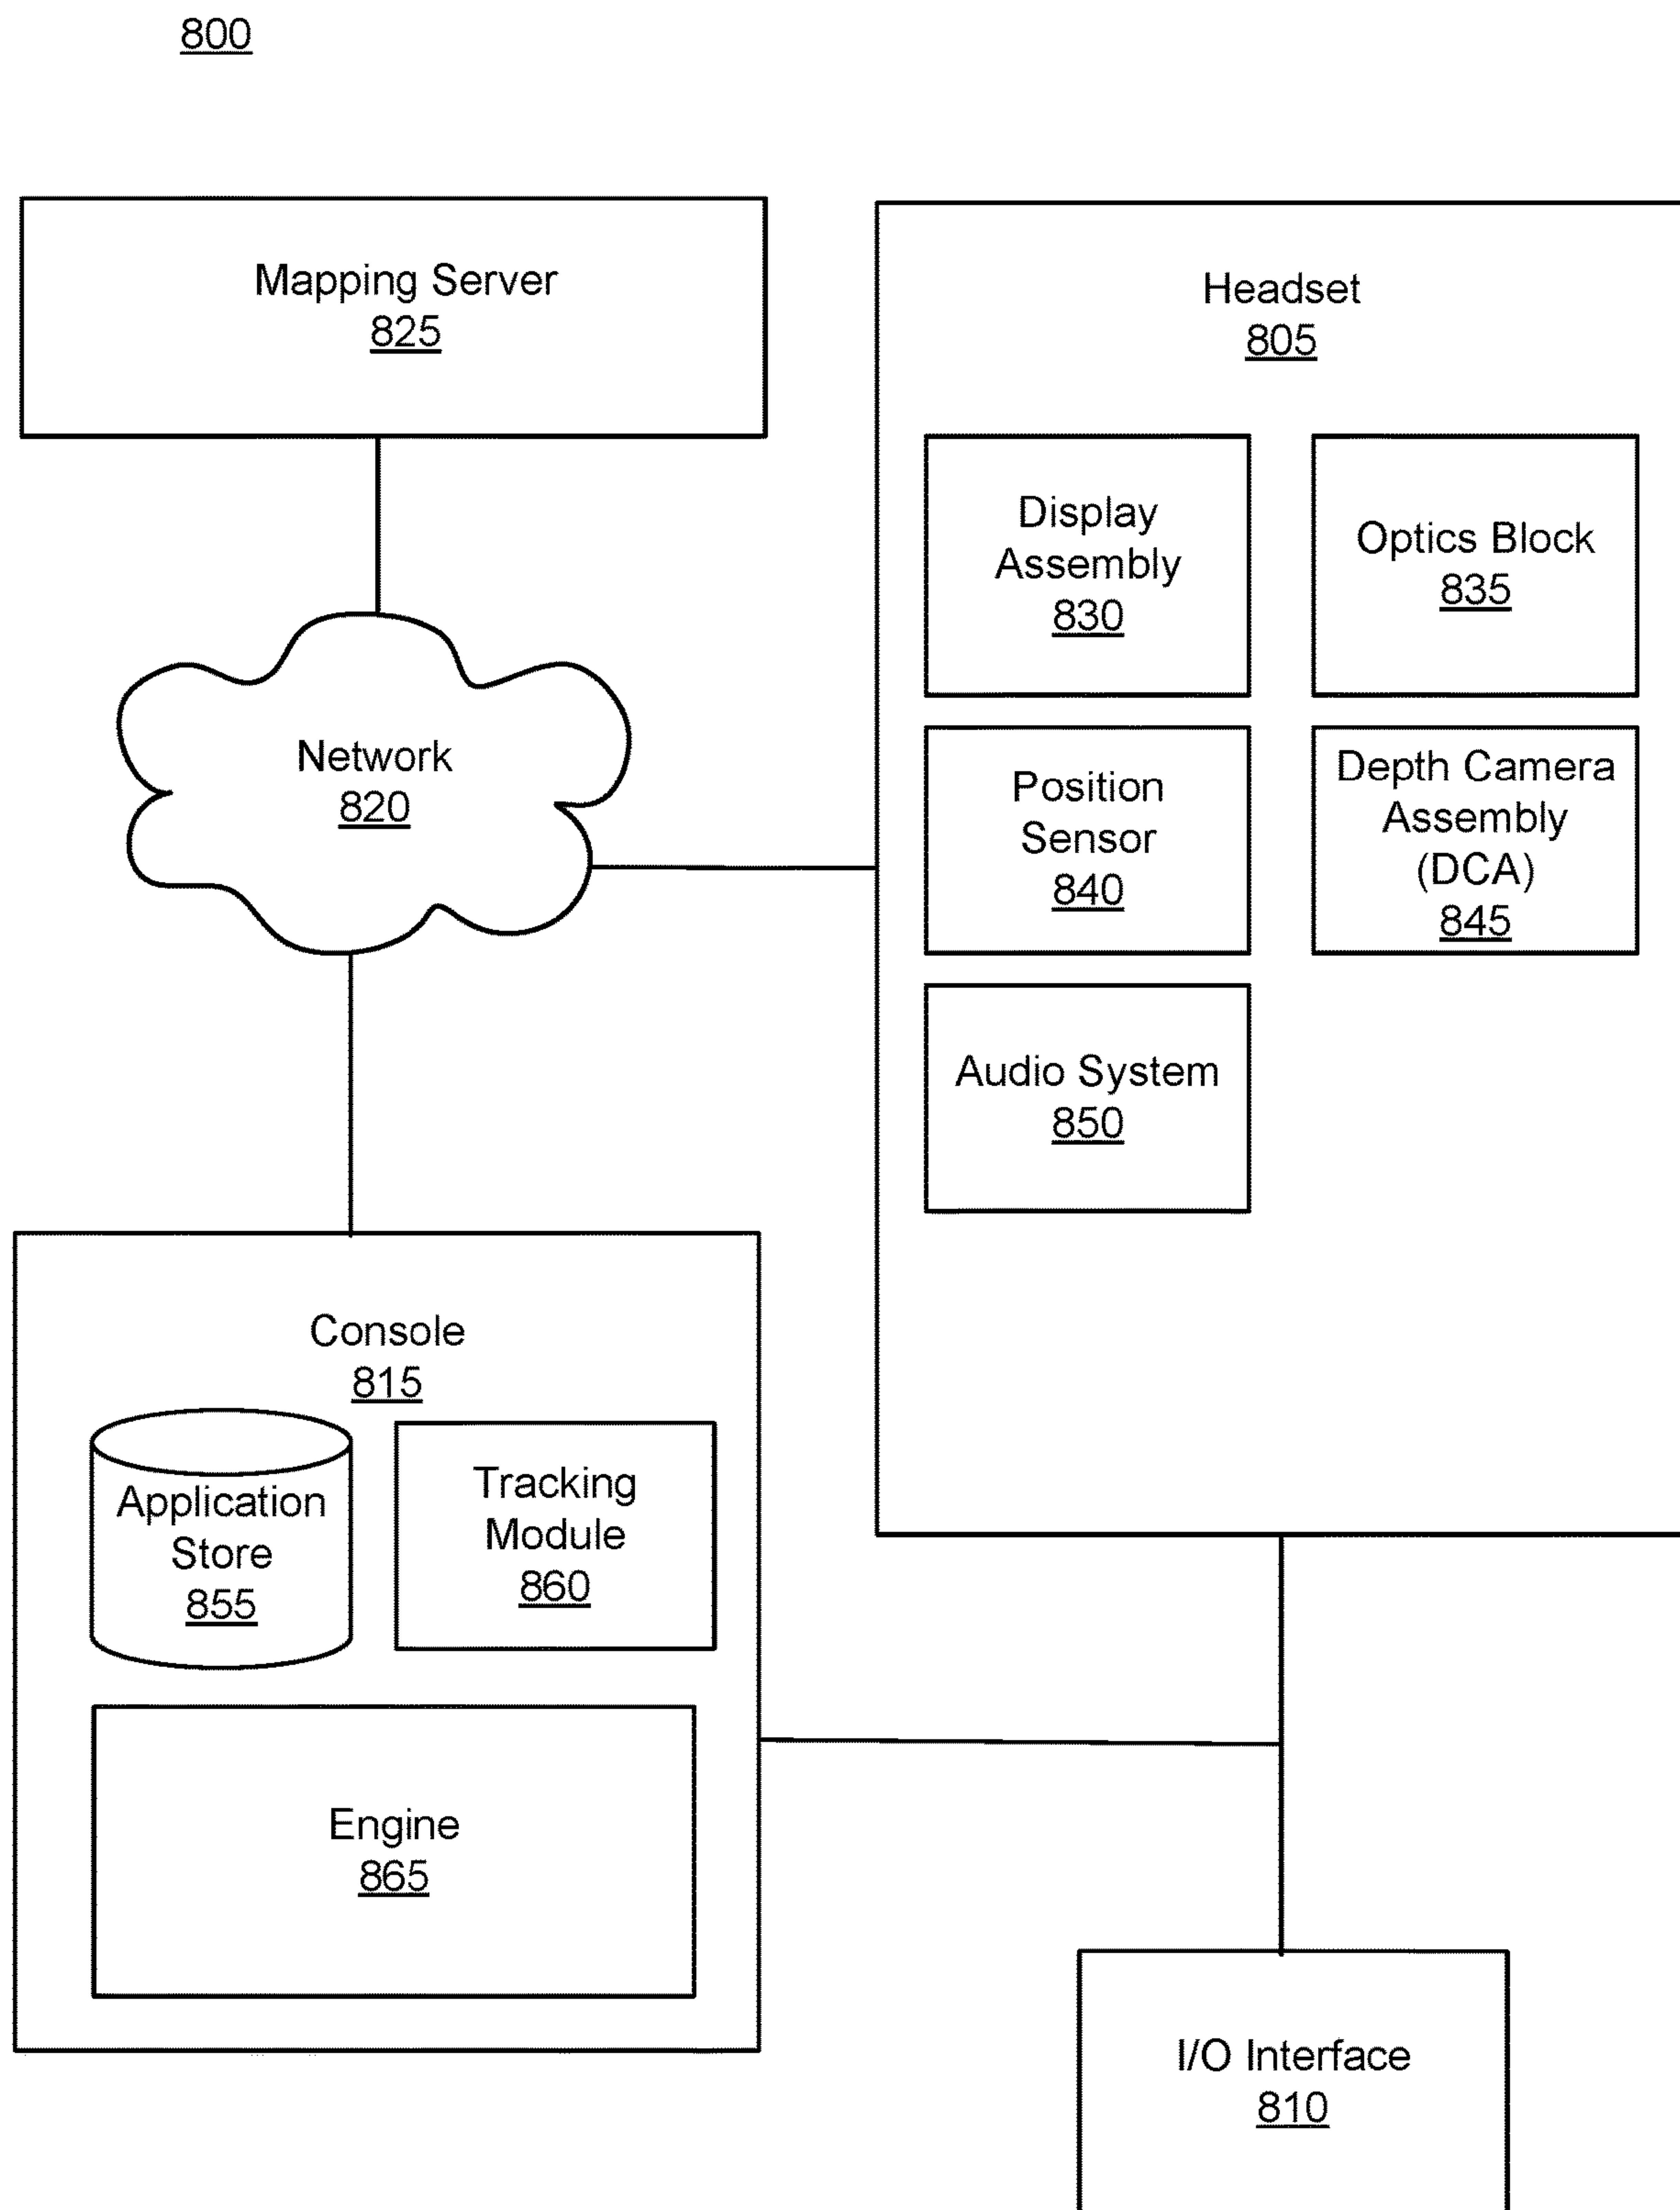 800
Mapping Server
825
Headset
805
Display
Assembly
830
Optics Block
835
Network
820
Position
Sensor
840
Depth Camera
Assembly
(DCA)
845
Audio System
850
Console
815
Application
Store
855
Tracking
Module
860
Engine
865
I/O Interface
810